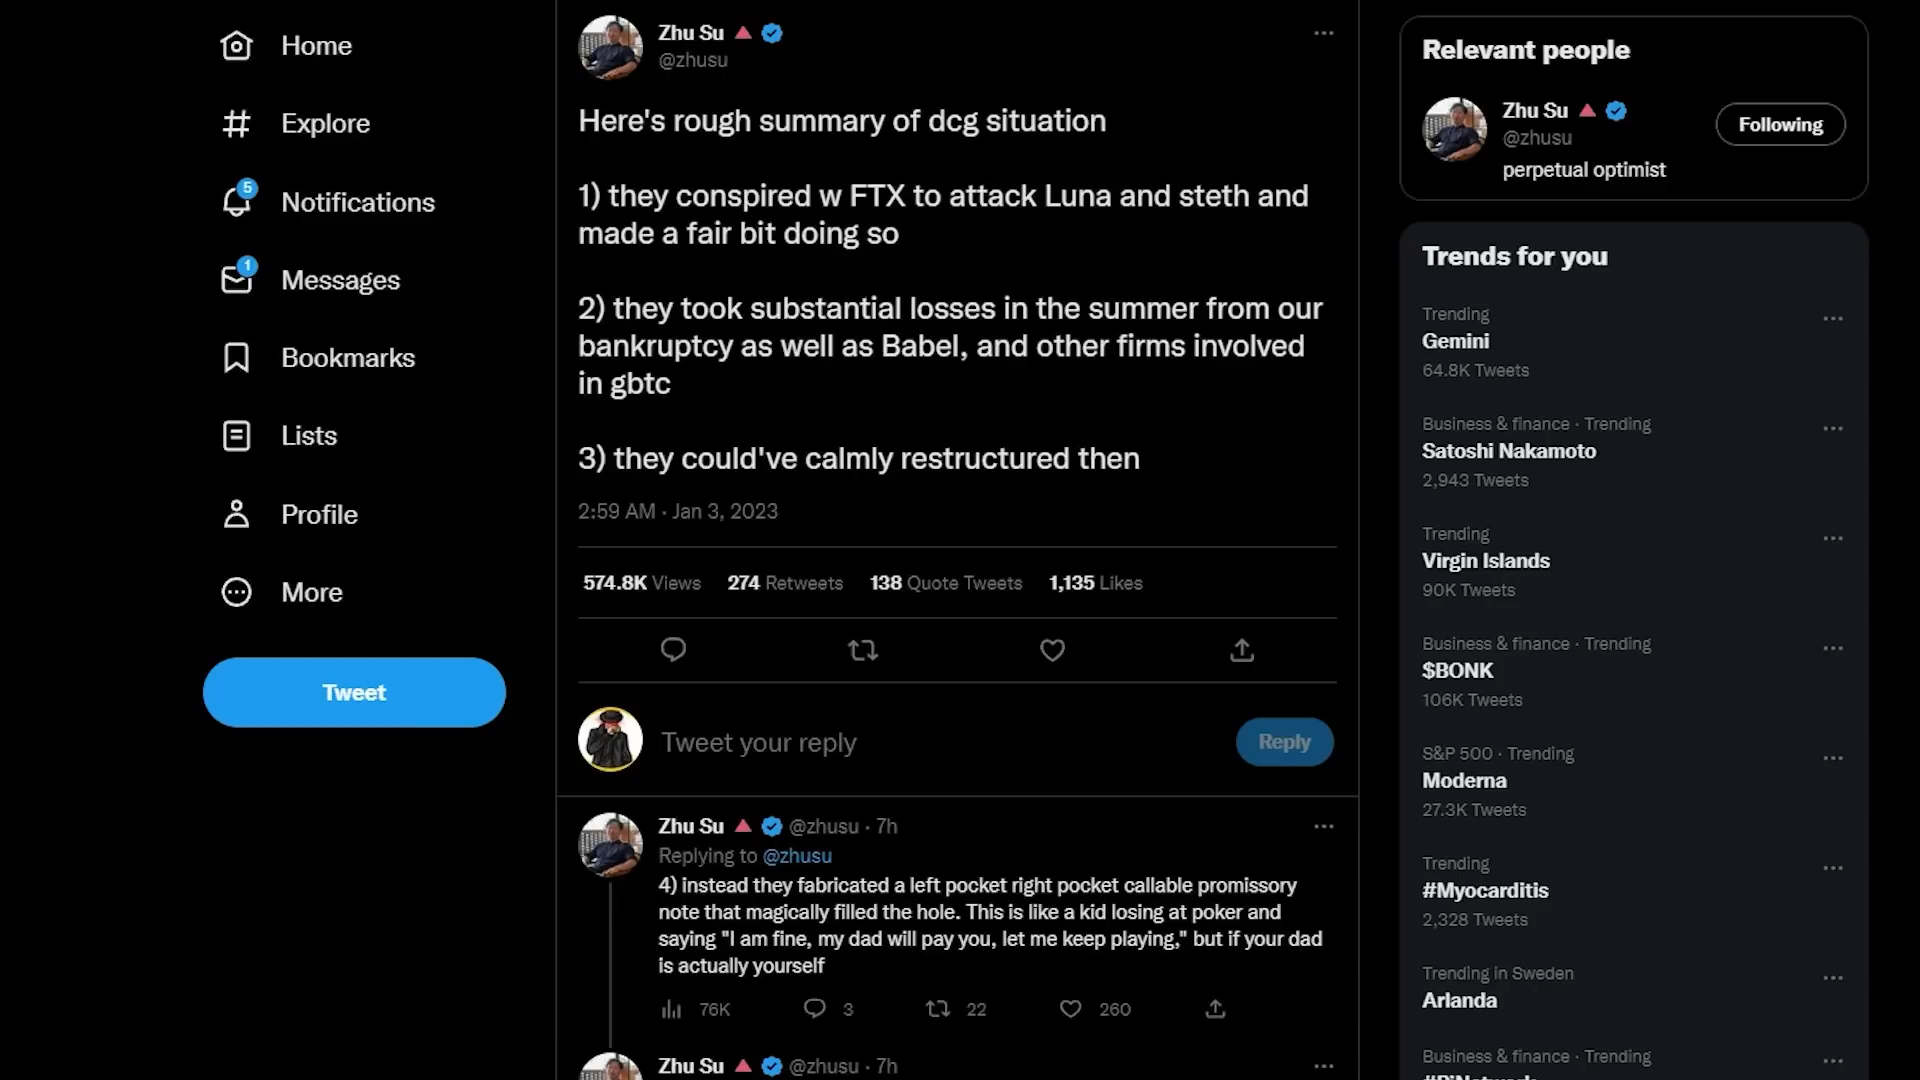 Home
Explore
5
Notifications
1
Messages
Bookmarks
Lists
Profile
More
Tweet
Zhu Su
@zhusu
Here's rough summary of dcg situation
1) they conspired w FTX to attack Luna and steth and
made a fair bit doing so
2) they took substantial losses in the summer from our
bankruptcy as well as Babel, and other firms involved
in gbtc
3) they could've calmly restructured then
2:59 AM · Jan 3, 2023
574.8K Views 274 Retweets 138 Quote Tweets 1,135 Likes
Tweet your reply
Reply
Zhu Su @zhusu · 7h
Replying to @zhusu
4) instead they fabricated a left pocket right pocket callable promissory
note that magically filled the hole. This is like a kid losing at poker and
saying "I am fine, my dad will pay you, let me keep playing," but if your dad
is actually yourself
76K 3 22 260
Zhu Su @zhusu · 7h
Relevant people
Zhu Su
@zhusu
Following
perpetual optimist
Trends for you
Trending
Gemini
64.8K Tweets
Business & finance · Trending
Satoshi Nakamoto
2,943 Tweets
Trending
Virgin Islands
90K Tweets
Business & finance · Trending
$BONK
106K Tweets
S&P 500 · Trending
Moderna
27.3K Tweets
Trending
#Myocarditis
2,328 Tweets
Trending in Sweden
Arlanda
Business & finance · Trending